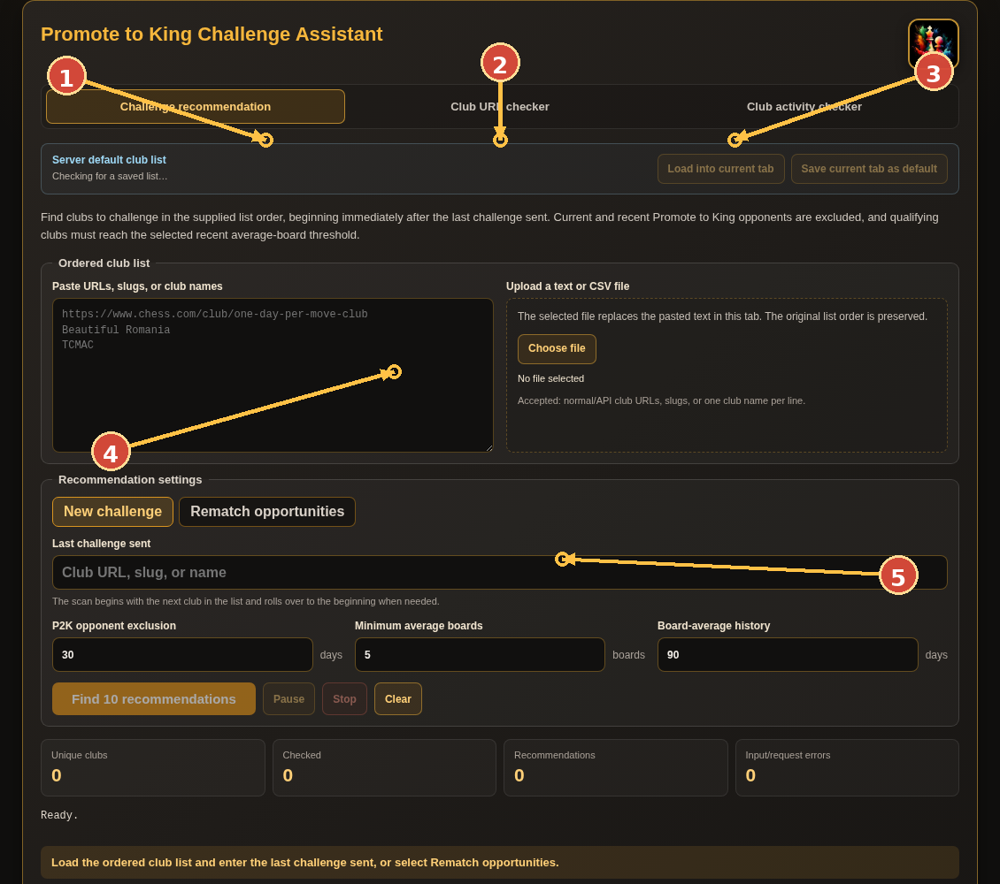 Promote to King Challenge Assistant
1
2
3
Challenge recommendation
Club URL checker
Club activity checker
Server default club list
Checking for a saved list…
Load into current tab
Save current tab as default
Find clubs to challenge in the supplied list order, beginning immediately after the last challenge sent. Current and recent Promote to King opponents are excluded, and qualifying
clubs must reach the selected recent average-board threshold.
Ordered club list
Paste URLs, slugs, or club names
https://www.chess.com/club/one-day-per-move-club
Beautiful Romania
TCMAC
Upload a text or CSV file
The selected file replaces the pasted text in this tab. The original list order is preserved.
Choose file
No file selected
Accepted: normal/API club URLs, slugs, or one club name per line.
4
Recommendation settings
New challenge
Rematch opportunities
Last challenge sent
Club URL, slug, or name
5
The scan begins with the next club in the list and rolls over to the beginning when needed.
P2K opponent exclusion
30 days
Minimum average boards
5 boards
Board-average history
90 days
Find 10 recommendations
Pause
Stop
Clear
Unique clubs
0
Checked
0
Recommendations
0
Input/request errors
0
Ready.
Load the ordered club list and enter the last challenge sent, or select Rematch opportunities.